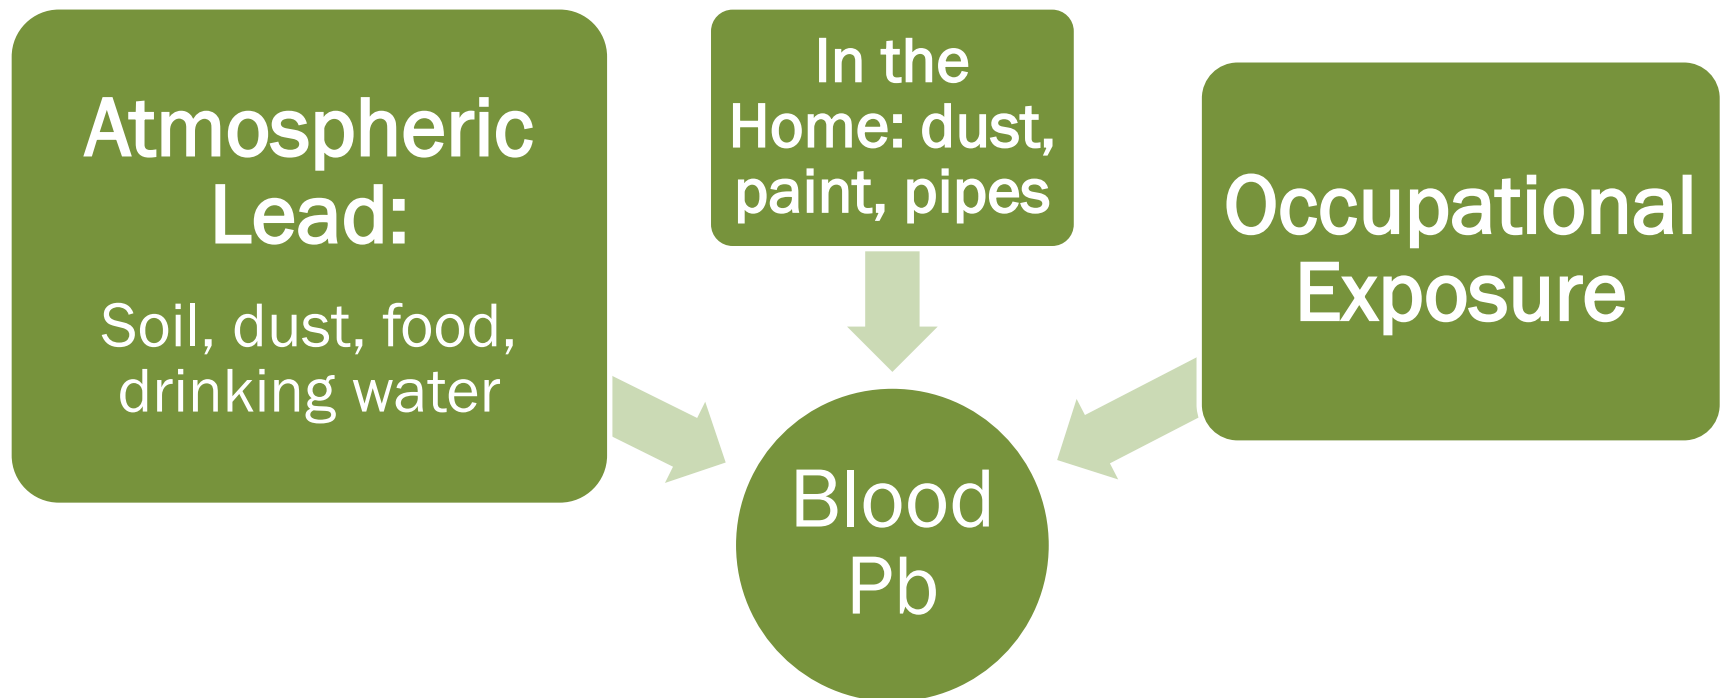 Atmospheric
Lead:
Soil, dust, food,
drinking water
In the
Home: dust,
paint, pipes
Occupational
Exposure
Blood
Pb